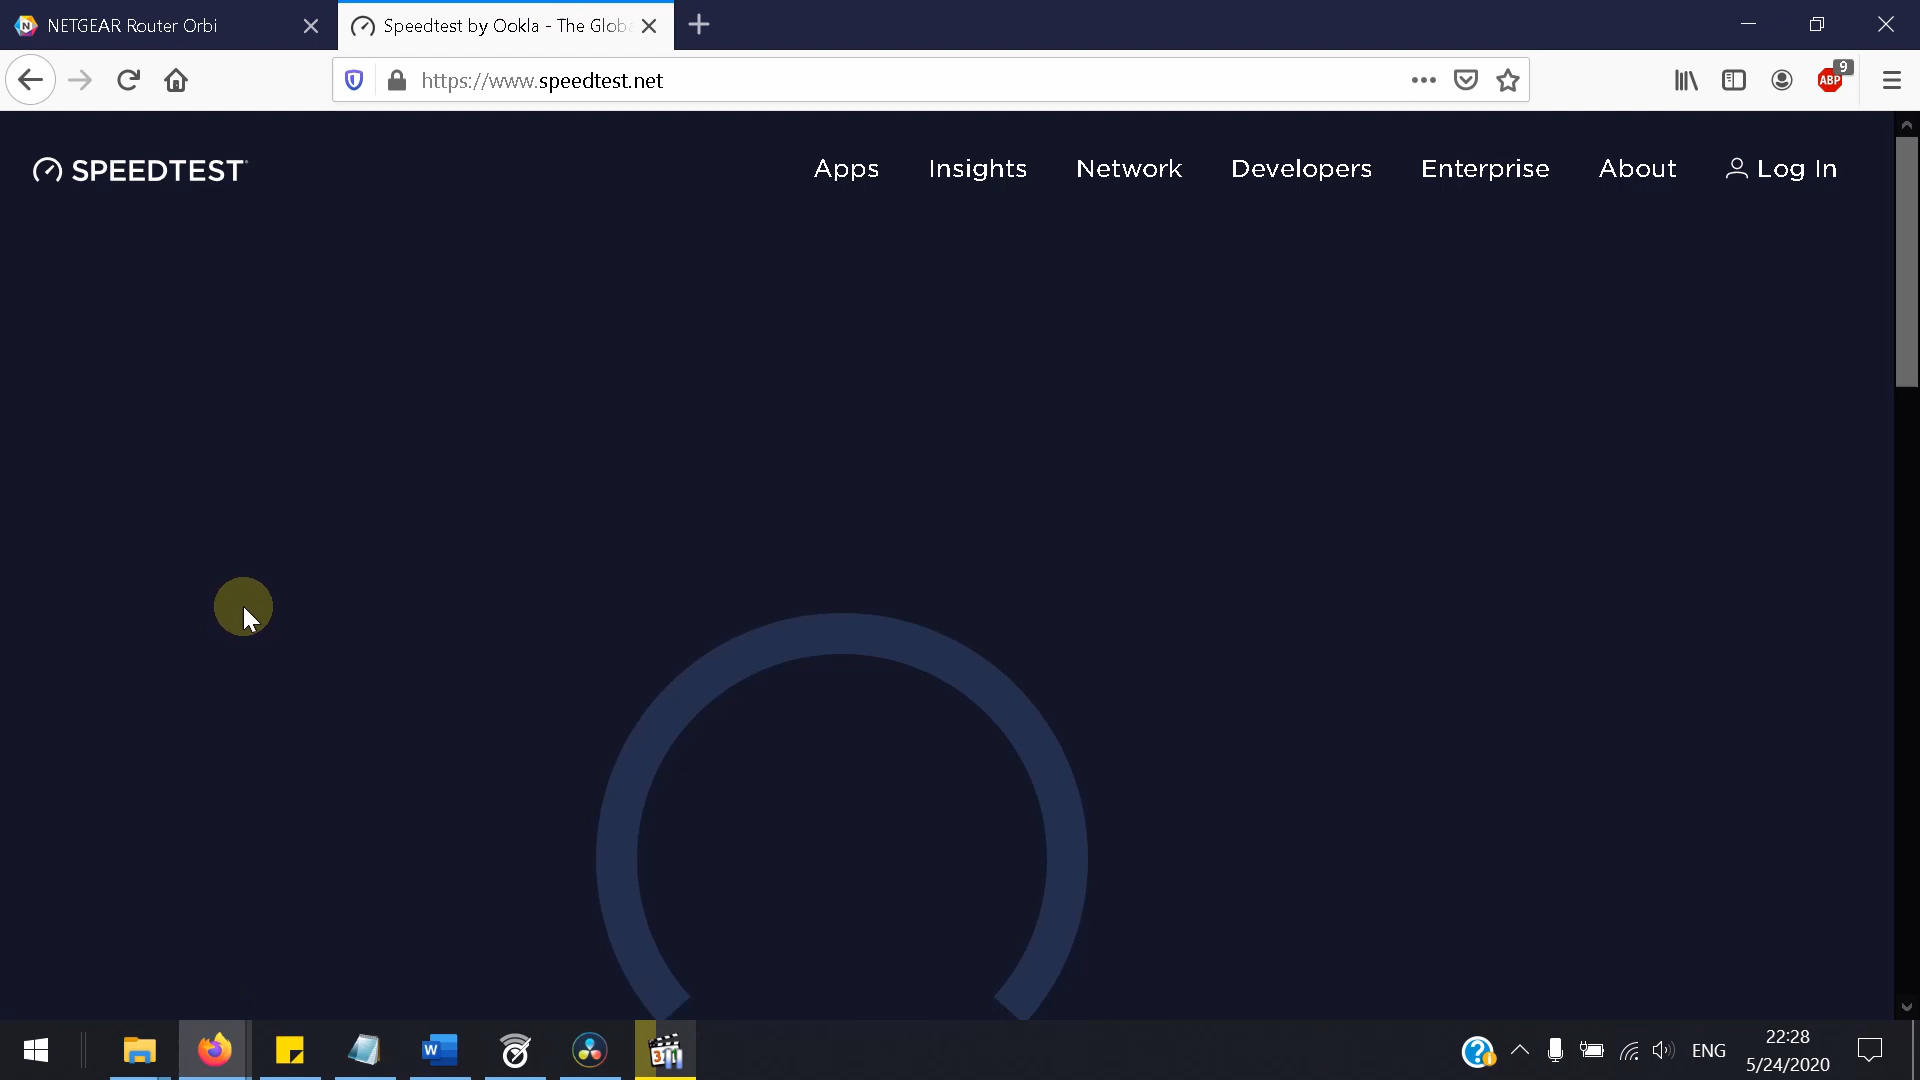 NETGEAR Router Orbi
Speedtest by Ookla - The Glob
https://www.speedtest.net
ABP
9
SPEEDTEST
Apps
Insights
Network
Developers
Enterprise
About
Log In
ENG
22:28
5/24/2020